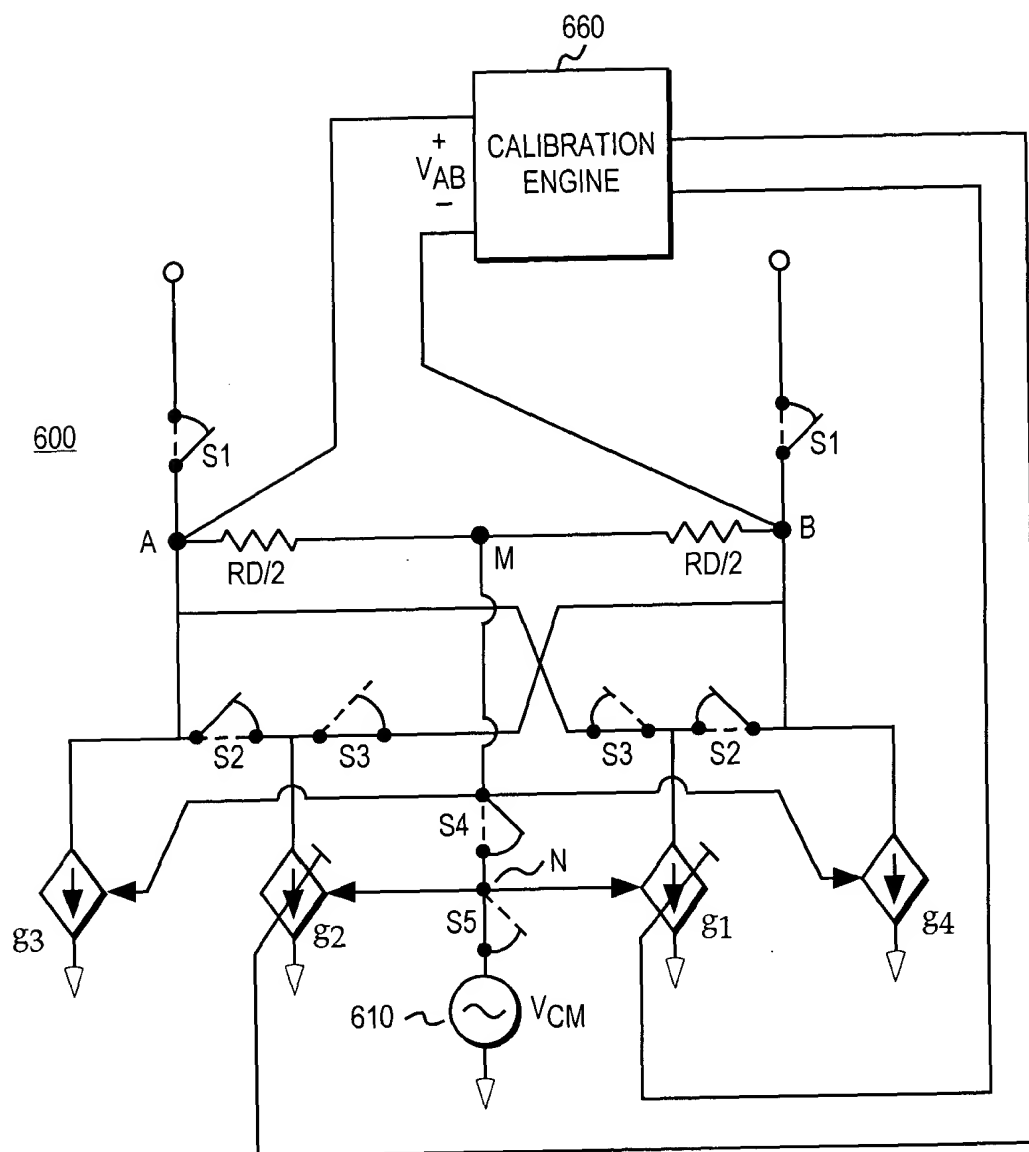 660
+
V_AB
−
CALIBRATION
ENGINE
600
S1
S1
A
RD/2
M
RD/2
B
S2
S3
S3
S2
S4
N
S5
g3
g2
g1
g4
610
V_CM